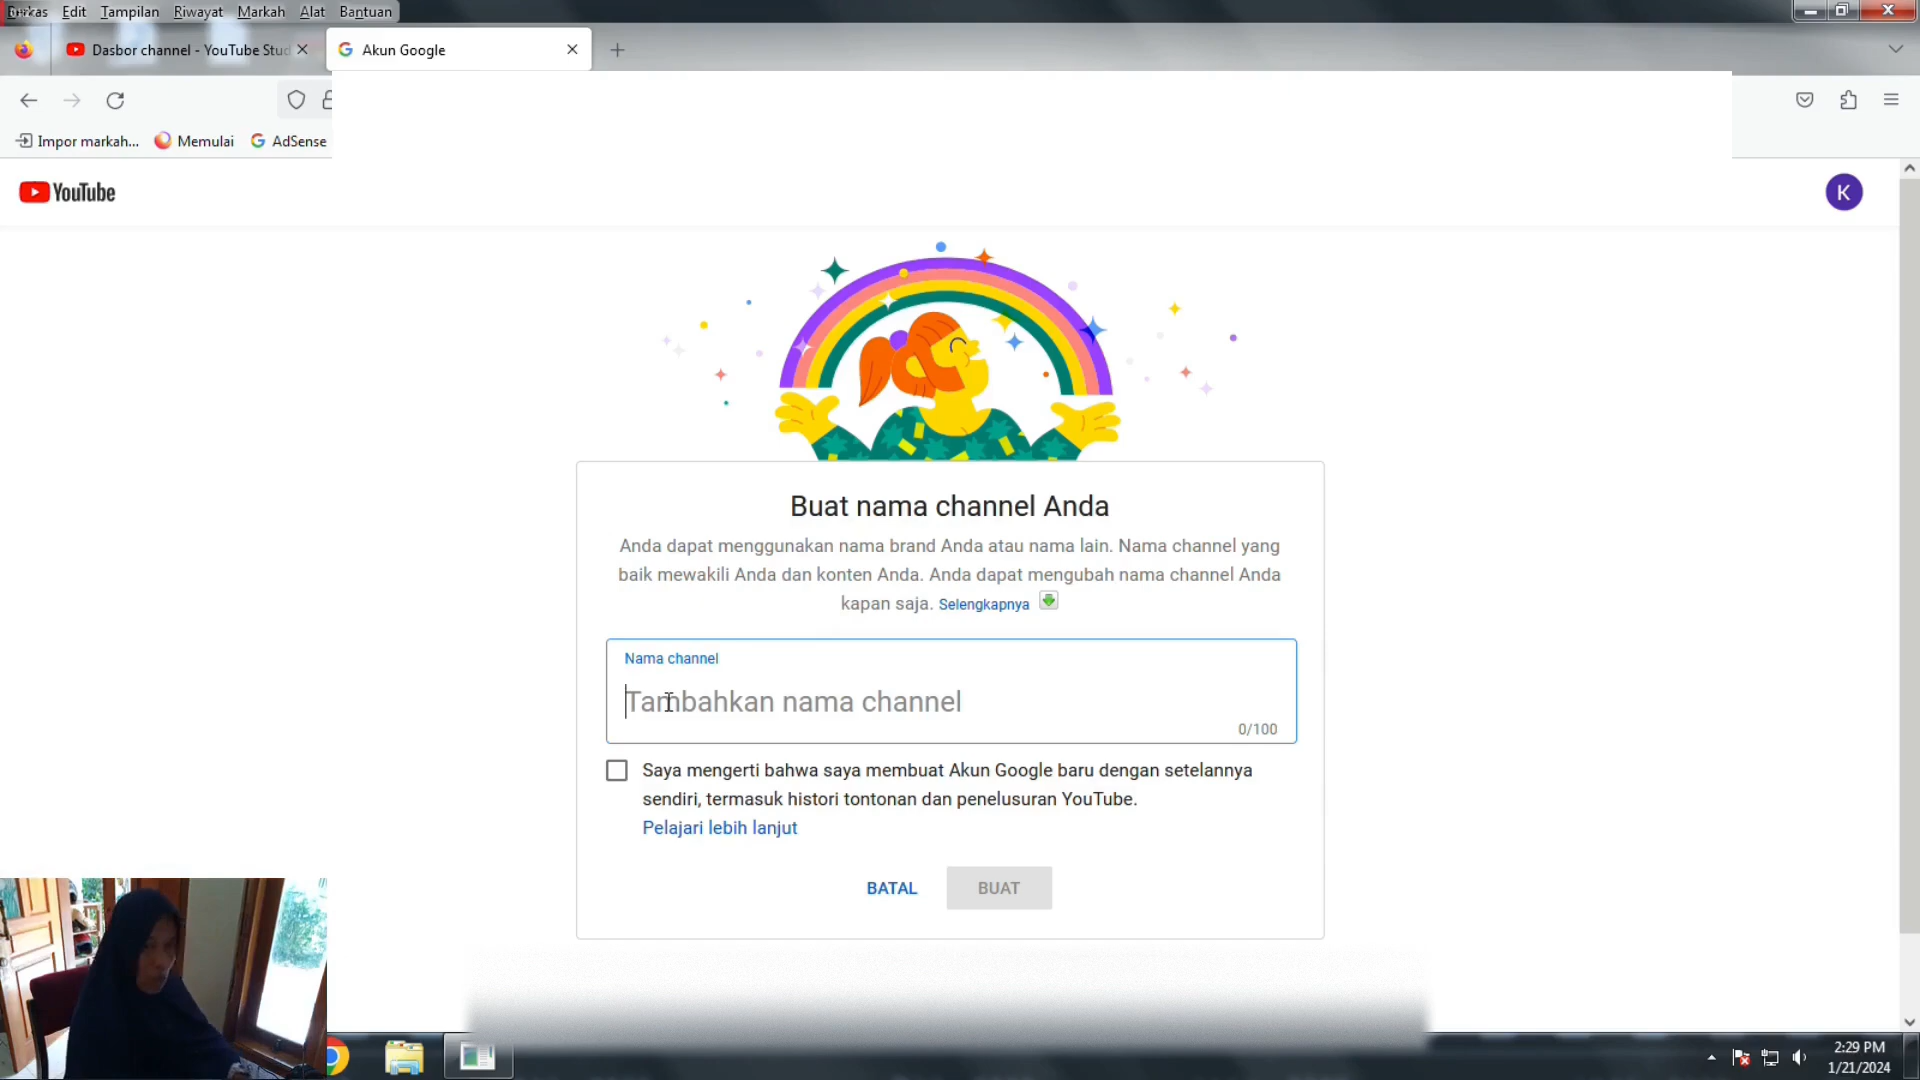 Edit Tampilan Riwayat Markah Alat Bantuan
Dasbor channel - YouTube Stud
Akun Google
Impor markah... Memulai AdSense
YouTube
K
Buat nama channel Anda
Anda dapat menggunakan nama brand Anda atau nama lain. Nama channel yang
baik mewakili Anda dan konten Anda. Anda dapat mengubah nama channel Anda
kapan saja. Selengkapnya
Nama channel
Tambahkan nama channel
0/100
Saya mengerti bahwa saya membuat Akun Google baru dengan setelannya
sendiri, termasuk histori tontonan dan penelusuran YouTube.
Pelajari lebih lanjut
BATAL BUAT
2:29 PM
1/21/2024